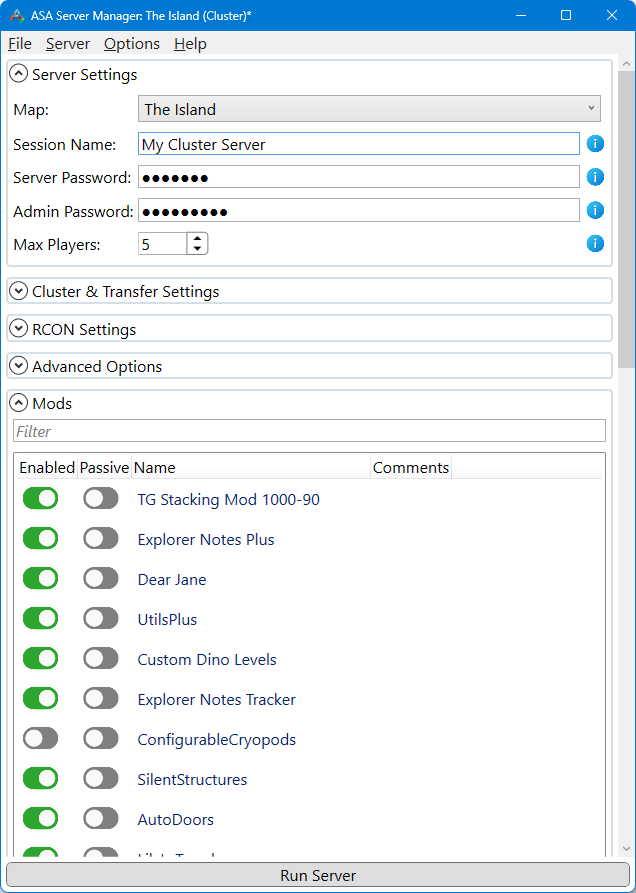 ASA Server Manager: The Island (Cluster)*
File Server Options Help
Server Settings
Map: The Island
Session Name: My Cluster Server
Server Password: ●●●●●●●
Admin Password: ●●●●●●●●●
Max Players: 5
Cluster & Transfer Settings
RCON Settings
Advanced Options
Mods
Filter
Enabled Passive Name Comments
TG Stacking Mod 1000-90
Explorer Notes Plus
Dear Jane
UtilsPlus
Custom Dino Levels
Explorer Notes Tracker
ConfigurableCryopods
SilentStructures
AutoDoors
Run Server